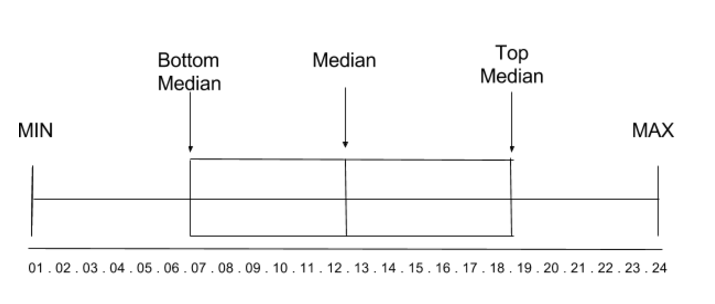 Top
Bottom Median
Median Median
MIN MAX
01 . 02 . 03 . 04 . 05 . 06 . 07 . 08 . 09 . 10 . 11 . 12 . 13 . 14 . 15 . 16 . 17 . 18 . 19 . 20 . 21 . 22 . 23 . 24